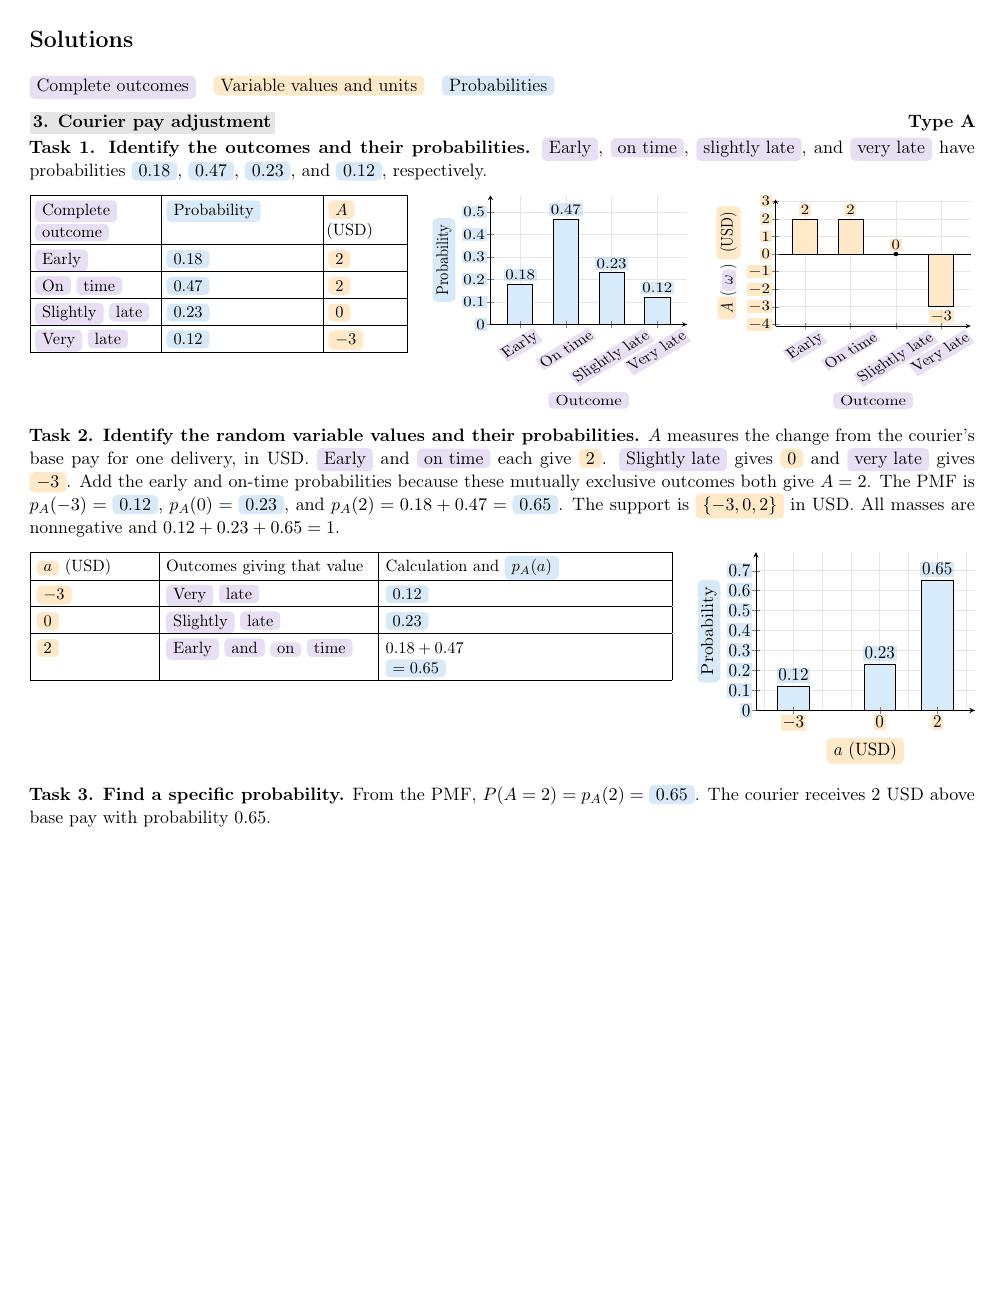 Solutions
Complete outcomes Variable values and units Probabilities
3. Courier pay adjustment Type A
Task 1. Identify the outcomes and their probabilities. Early, on time, slightly late, and very late have
probabilities 0.18, 0.47, 0.23, and 0.12, respectively.
Complete outcome Probability A (USD)
Early 0.18 2
On time 0.47 2
Slightly late 0.23 0
Very late 0.12 −3
Probability
0.5
0.4
0.3
0.2
0.1
0
0.18 0.47 0.23 0.12
Early On time Slightly late Very late
Outcome
A(ω) (USD)
3
2
1
0
−1
−2
−3
−4
2 2 0 −3
Early On time Slightly late Very late
Outcome
Task 2. Identify the random variable values and their probabilities. A measures the change from the courier's
base pay for one delivery, in USD. Early and on time each give 2. Slightly late gives 0 and very late gives
−3. Add the early and on-time probabilities because these mutually exclusive outcomes both give A = 2. The PMF is
p_A(−3) = 0.12, p_A(0) = 0.23, and p_A(2) = 0.18 + 0.47 = 0.65. The support is {−3, 0, 2} in USD. All masses are
nonnegative and 0.12 + 0.23 + 0.65 = 1.
a (USD) Outcomes giving that value Calculation and p_A(a)
−3 Very late 0.12
0 Slightly late 0.23
2 Early and on time 0.18 + 0.47
= 0.65
Probability
0.7
0.6
0.5
0.4
0.3
0.2
0.1
0
0.12 0.23 0.65
−3 0 2
a (USD)
Task 3. Find a specific probability. From the PMF, P(A = 2) = p_A(2) = 0.65. The courier receives 2 USD above
base pay with probability 0.65.